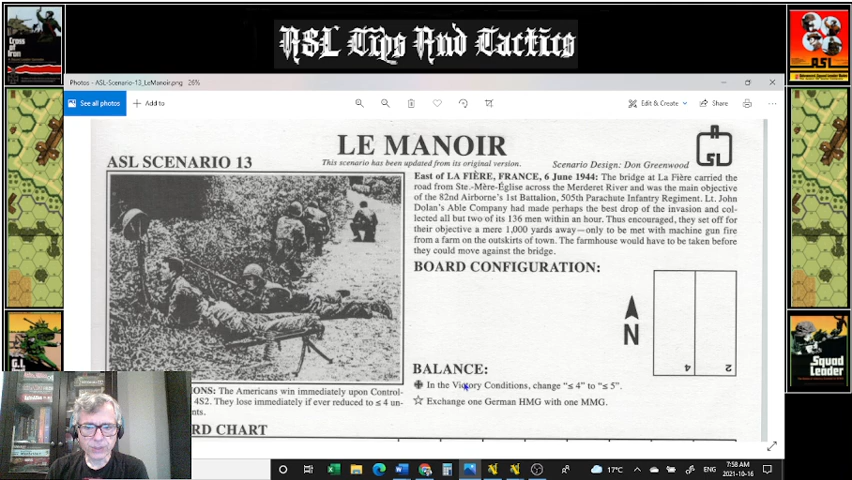 ASL Tips And Tactics
Cross of Iron
ASL
Photos - ASL-Scenario-13_LeManoir.png 26%
See all photos
Add to
Edit & Create
Share
LE MANOIR
ASL SCENARIO 13
This scenario has been updated from its original version.
Scenario Design: Don Greenwood
East of LA FIÈRE, FRANCE, 6 June 1944: The bridge at La Fière carried the
road from Ste.-Mère-Église across the Merderet River and was the main objective
of the 82nd Airborne's 1st Battalion, 505th Parachute Infantry Regiment. Lt. John
Dolan's Able Company had made perhaps the best drop of the invasion and col-
lected all but two of its 136 men within an hour. Thus encouraged, they set off for
their objective a mere 1,000 yards away—only to be met with machine gun fire
from a farm on the outskirts of town. The farmhouse would have to be taken before
they could move against the bridge.
BOARD CONFIGURATION:
N
4
2
BALANCE:
In the Victory Conditions, change "≤ 4" to "≤ 5".
Exchange one German HMG with one MMG.
IONS: The Americans win immediately upon Control-
4S2. They lose immediately if ever reduced to ≤ 4 un-
nts.
RD CHART
Squad Leader
17°C
ENG
7:58 AM
2021-10-16